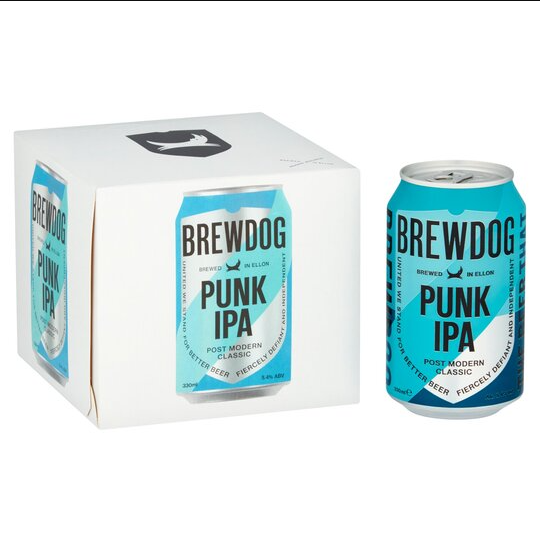 BREWDOG
PUNK
IPA
BREWDOG
BREWED IN ELLON
PUNK
IPA
POST MODERN
CLASSIC
UNITED WE STAND FOR BETTER BEER
FIERCELY DEFIANT AND INDEPENDENT
330ml
5.4% ABV
BREWDOG
BREWED IN ELLON
PUNK
IPA
POST MODERN
CLASSIC
UNITED WE STAND FOR BETTER BEER
FIERCELY DEFIANT AND INDEPENDENT
330ml℮